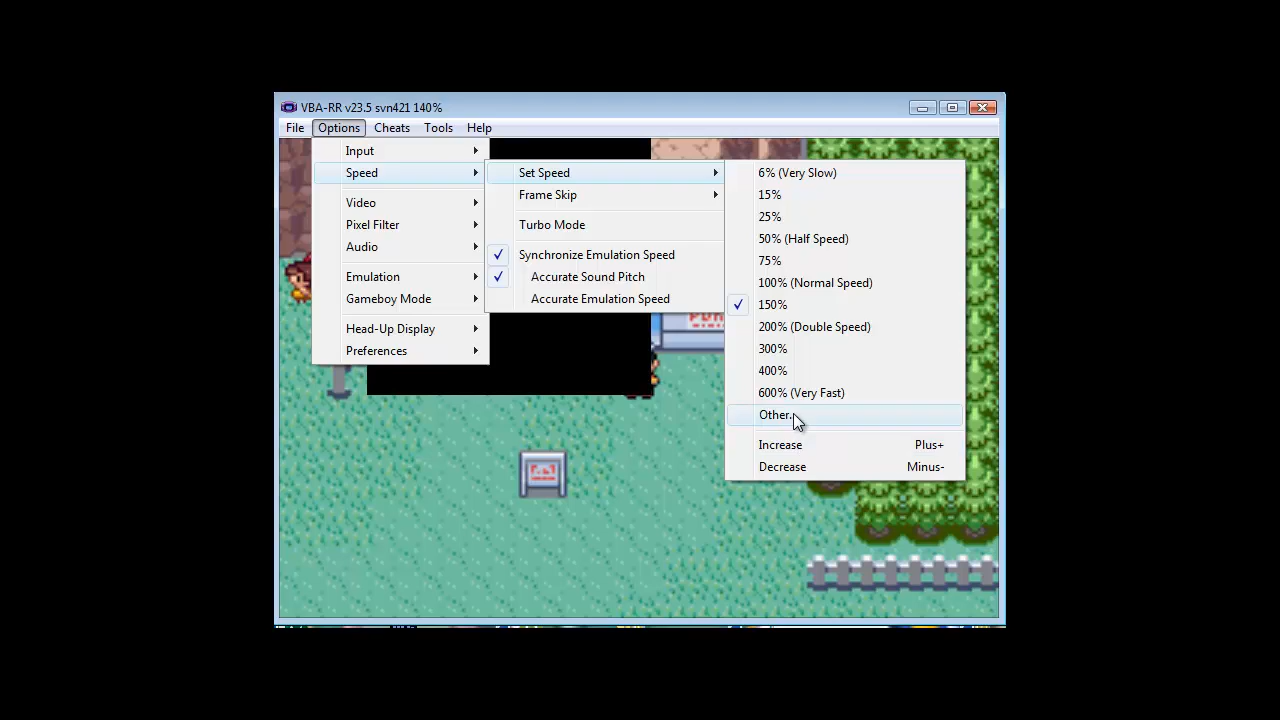 VBA-RR v23.5 svn421 140%
File Options Cheats Tools Help
Input
Speed
Video
Pixel Filter
Audio
Emulation
Gameboy Mode
Head-Up Display
Preferences
Set Speed
Frame Skip
Turbo Mode
Synchronize Emulation Speed
Accurate Sound Pitch
Accurate Emulation Speed
6% (Very Slow)
15%
25%
50% (Half Speed)
75%
100% (Normal Speed)
150%
200% (Double Speed)
300%
400%
600% (Very Fast)
Other..
Increase Plus+
Decrease Minus-